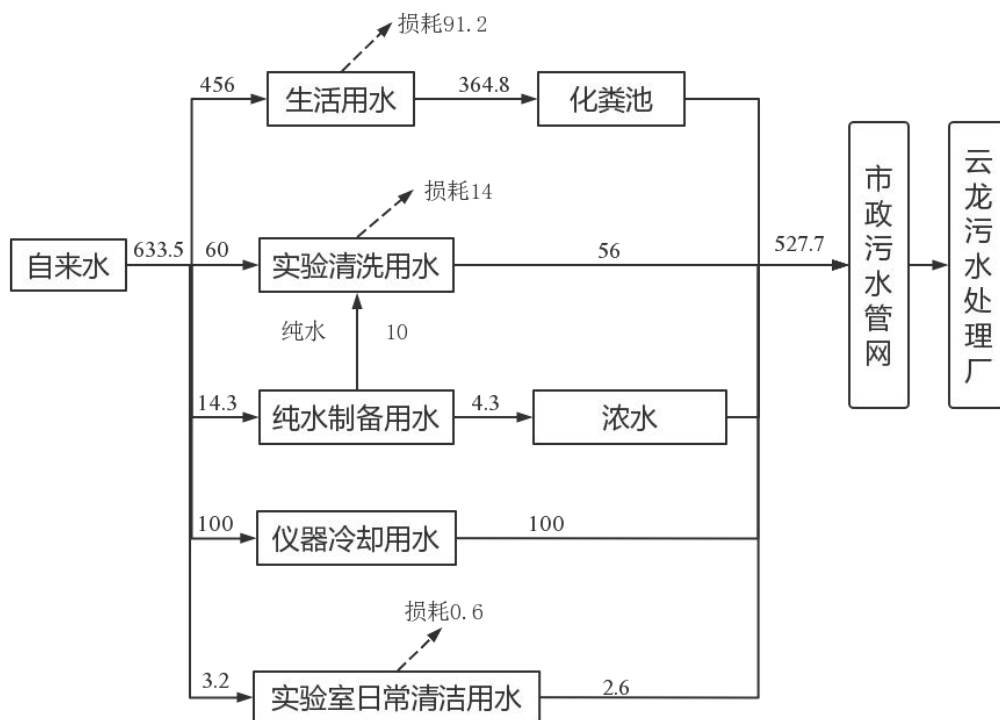 损耗91.2
456
生活用水
364.8
化粪池
损耗14
自来水
633.5
60
实验清洗用水
56
527.7
市政污水管网
云龙污水处理厂
纯水
10
14.3
纯水制备用水
4.3
浓水
100
仪器冷却用水
100
损耗0.6
3.2
实验室日常清洁用水
2.6